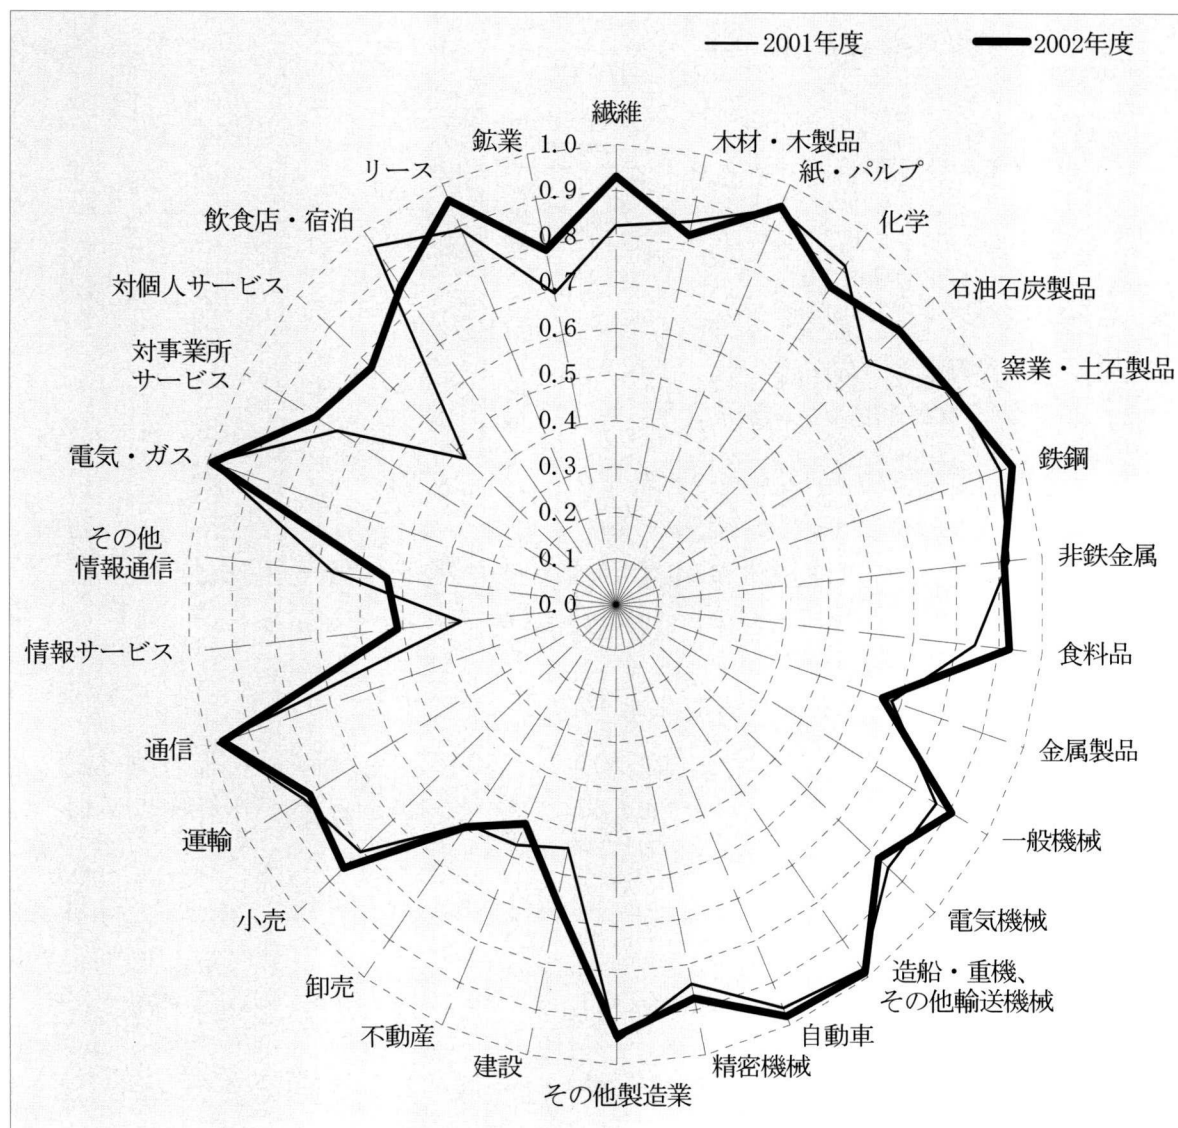 2001年度
2002年度
繊維
木材・木製品
紙・パルプ
化学
石油石炭製品
窯業・土石製品
鉄鋼
非鉄金属
食料品
金属製品
一般機械
電気機械
造船・重機、
その他輸送機械
自動車
精密機械
その他製造業
建設
不動産
卸売
小売
運輸
通信
情報サービス
その他
情報通信
電気・ガス
対事業所
サービス
対個人サービス
飲食店・宿泊
リース
鉱業
1.0
0.9
0.8
0.7
0.6
0.5
0.4
0.3
0.2
0.1
0.0